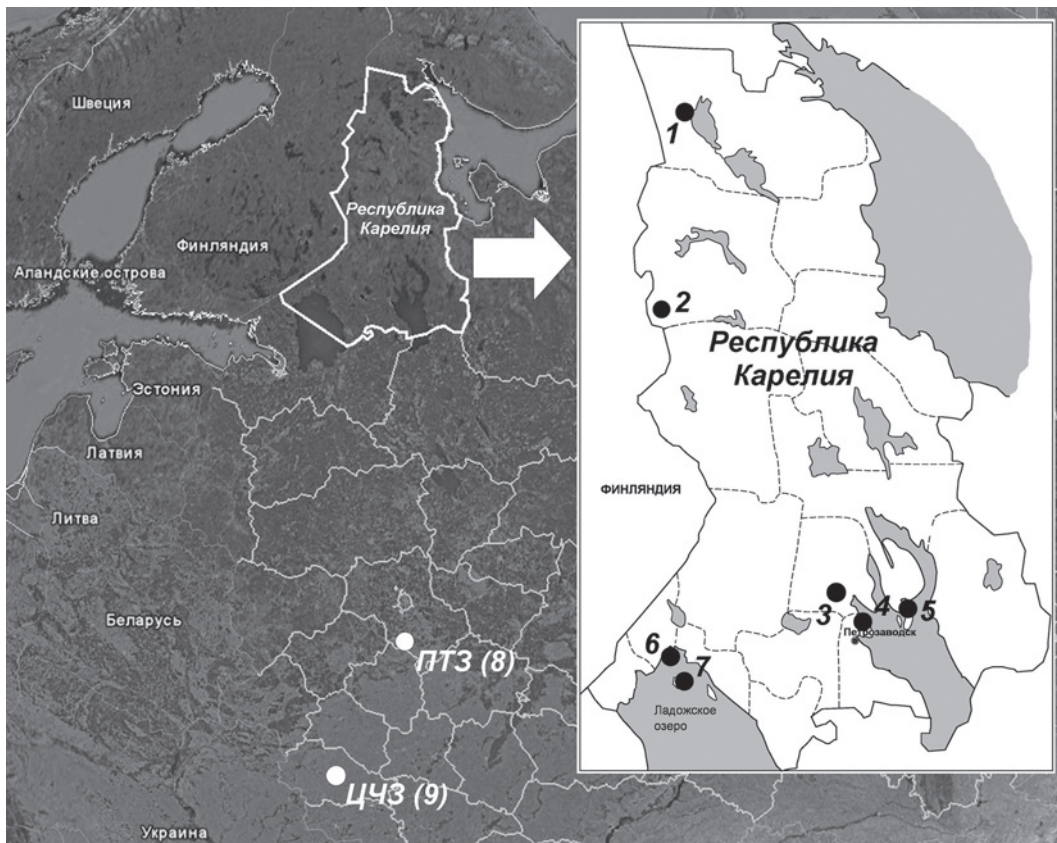 Швеция
Республика
Карелия
Финляндия
Аландские острова
Эстония
Латвия
Литва
Беларусь
ПТЗ (8)
ЦЧЗ (9)
Украина
1
2
Республика
Карелия
ФИНЛЯНДИЯ
3
4
5
Петрозаводск
6
7
Ладожское
озеро